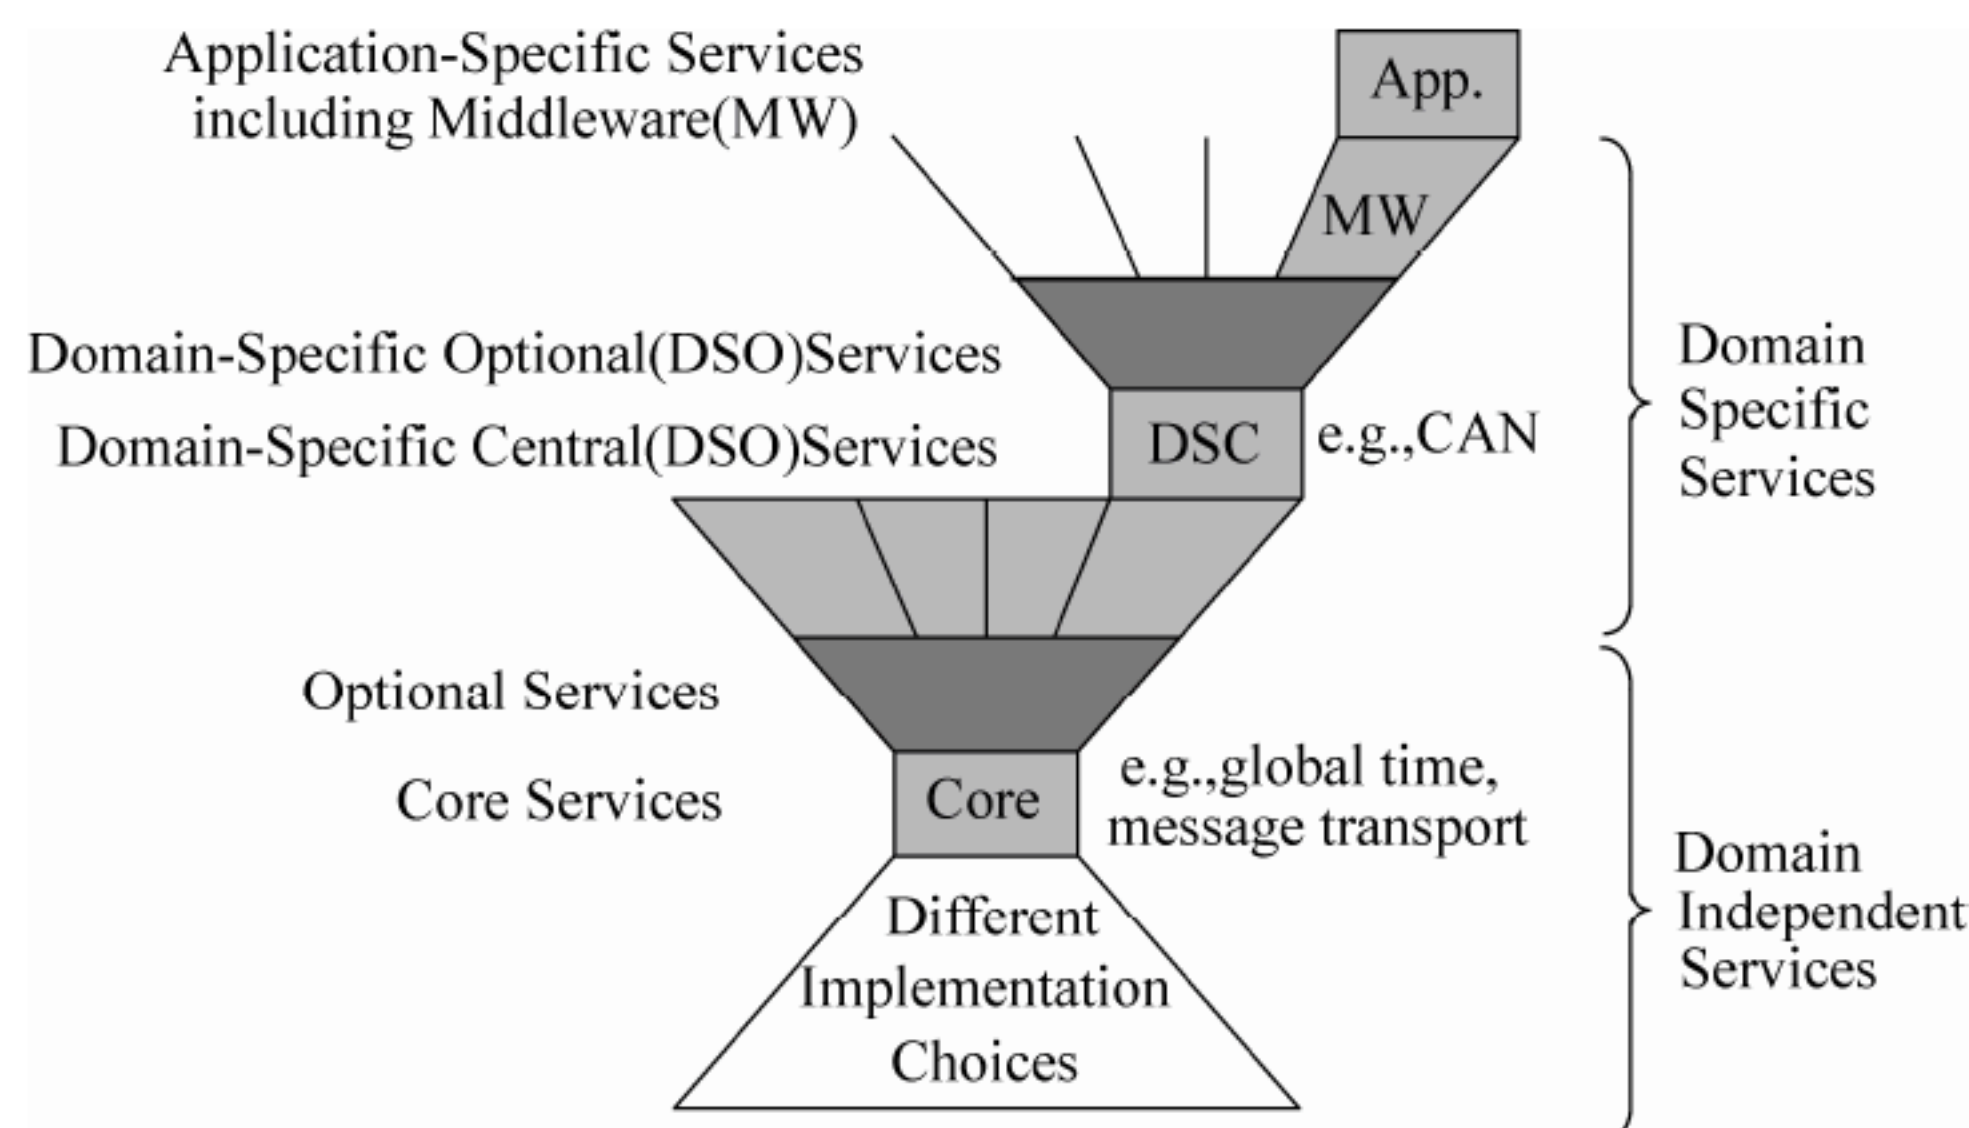 Application-Specific Services
including Middleware(MW)
App.
MW
Domain-Specific Optional(DSO)Services
Domain-Specific Central(DSO)Services
DSC
e.g.,CAN
Domain
Specific
Services
Optional Services
Core Services
Core
e.g.,global time,
message transport
Different
Implementation
Choices
Domain
Independent
Services